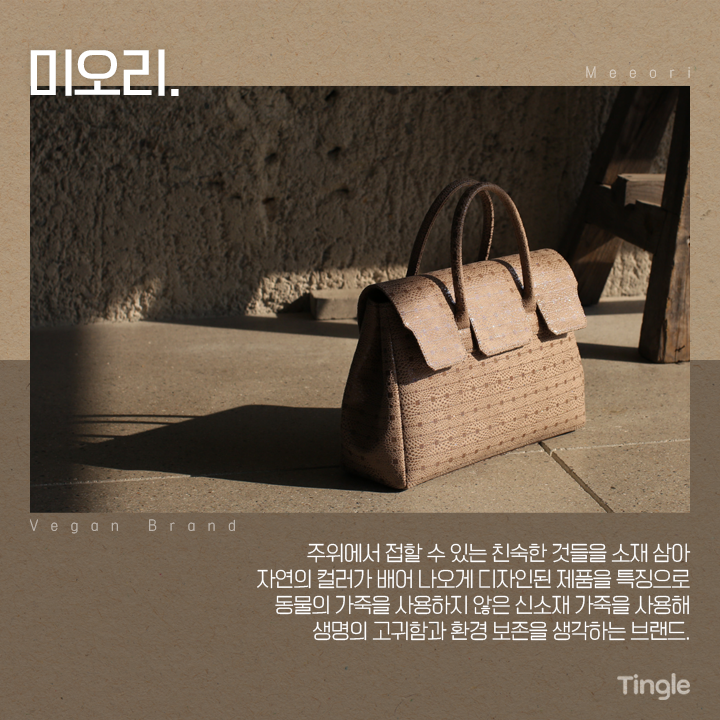 미오리.
Meeori
Vegan Brand
주위에서 접할 수 있는 친숙한 것들을 소재 삼아
자연의 컬러가 배어 나오게 디자인된 제품을 특징으로
동물의 가죽을 사용하지 않은 신소재 가죽을 사용해
생명의 고귀함과 환경 보존을 생각하는 브랜드.
Tingle